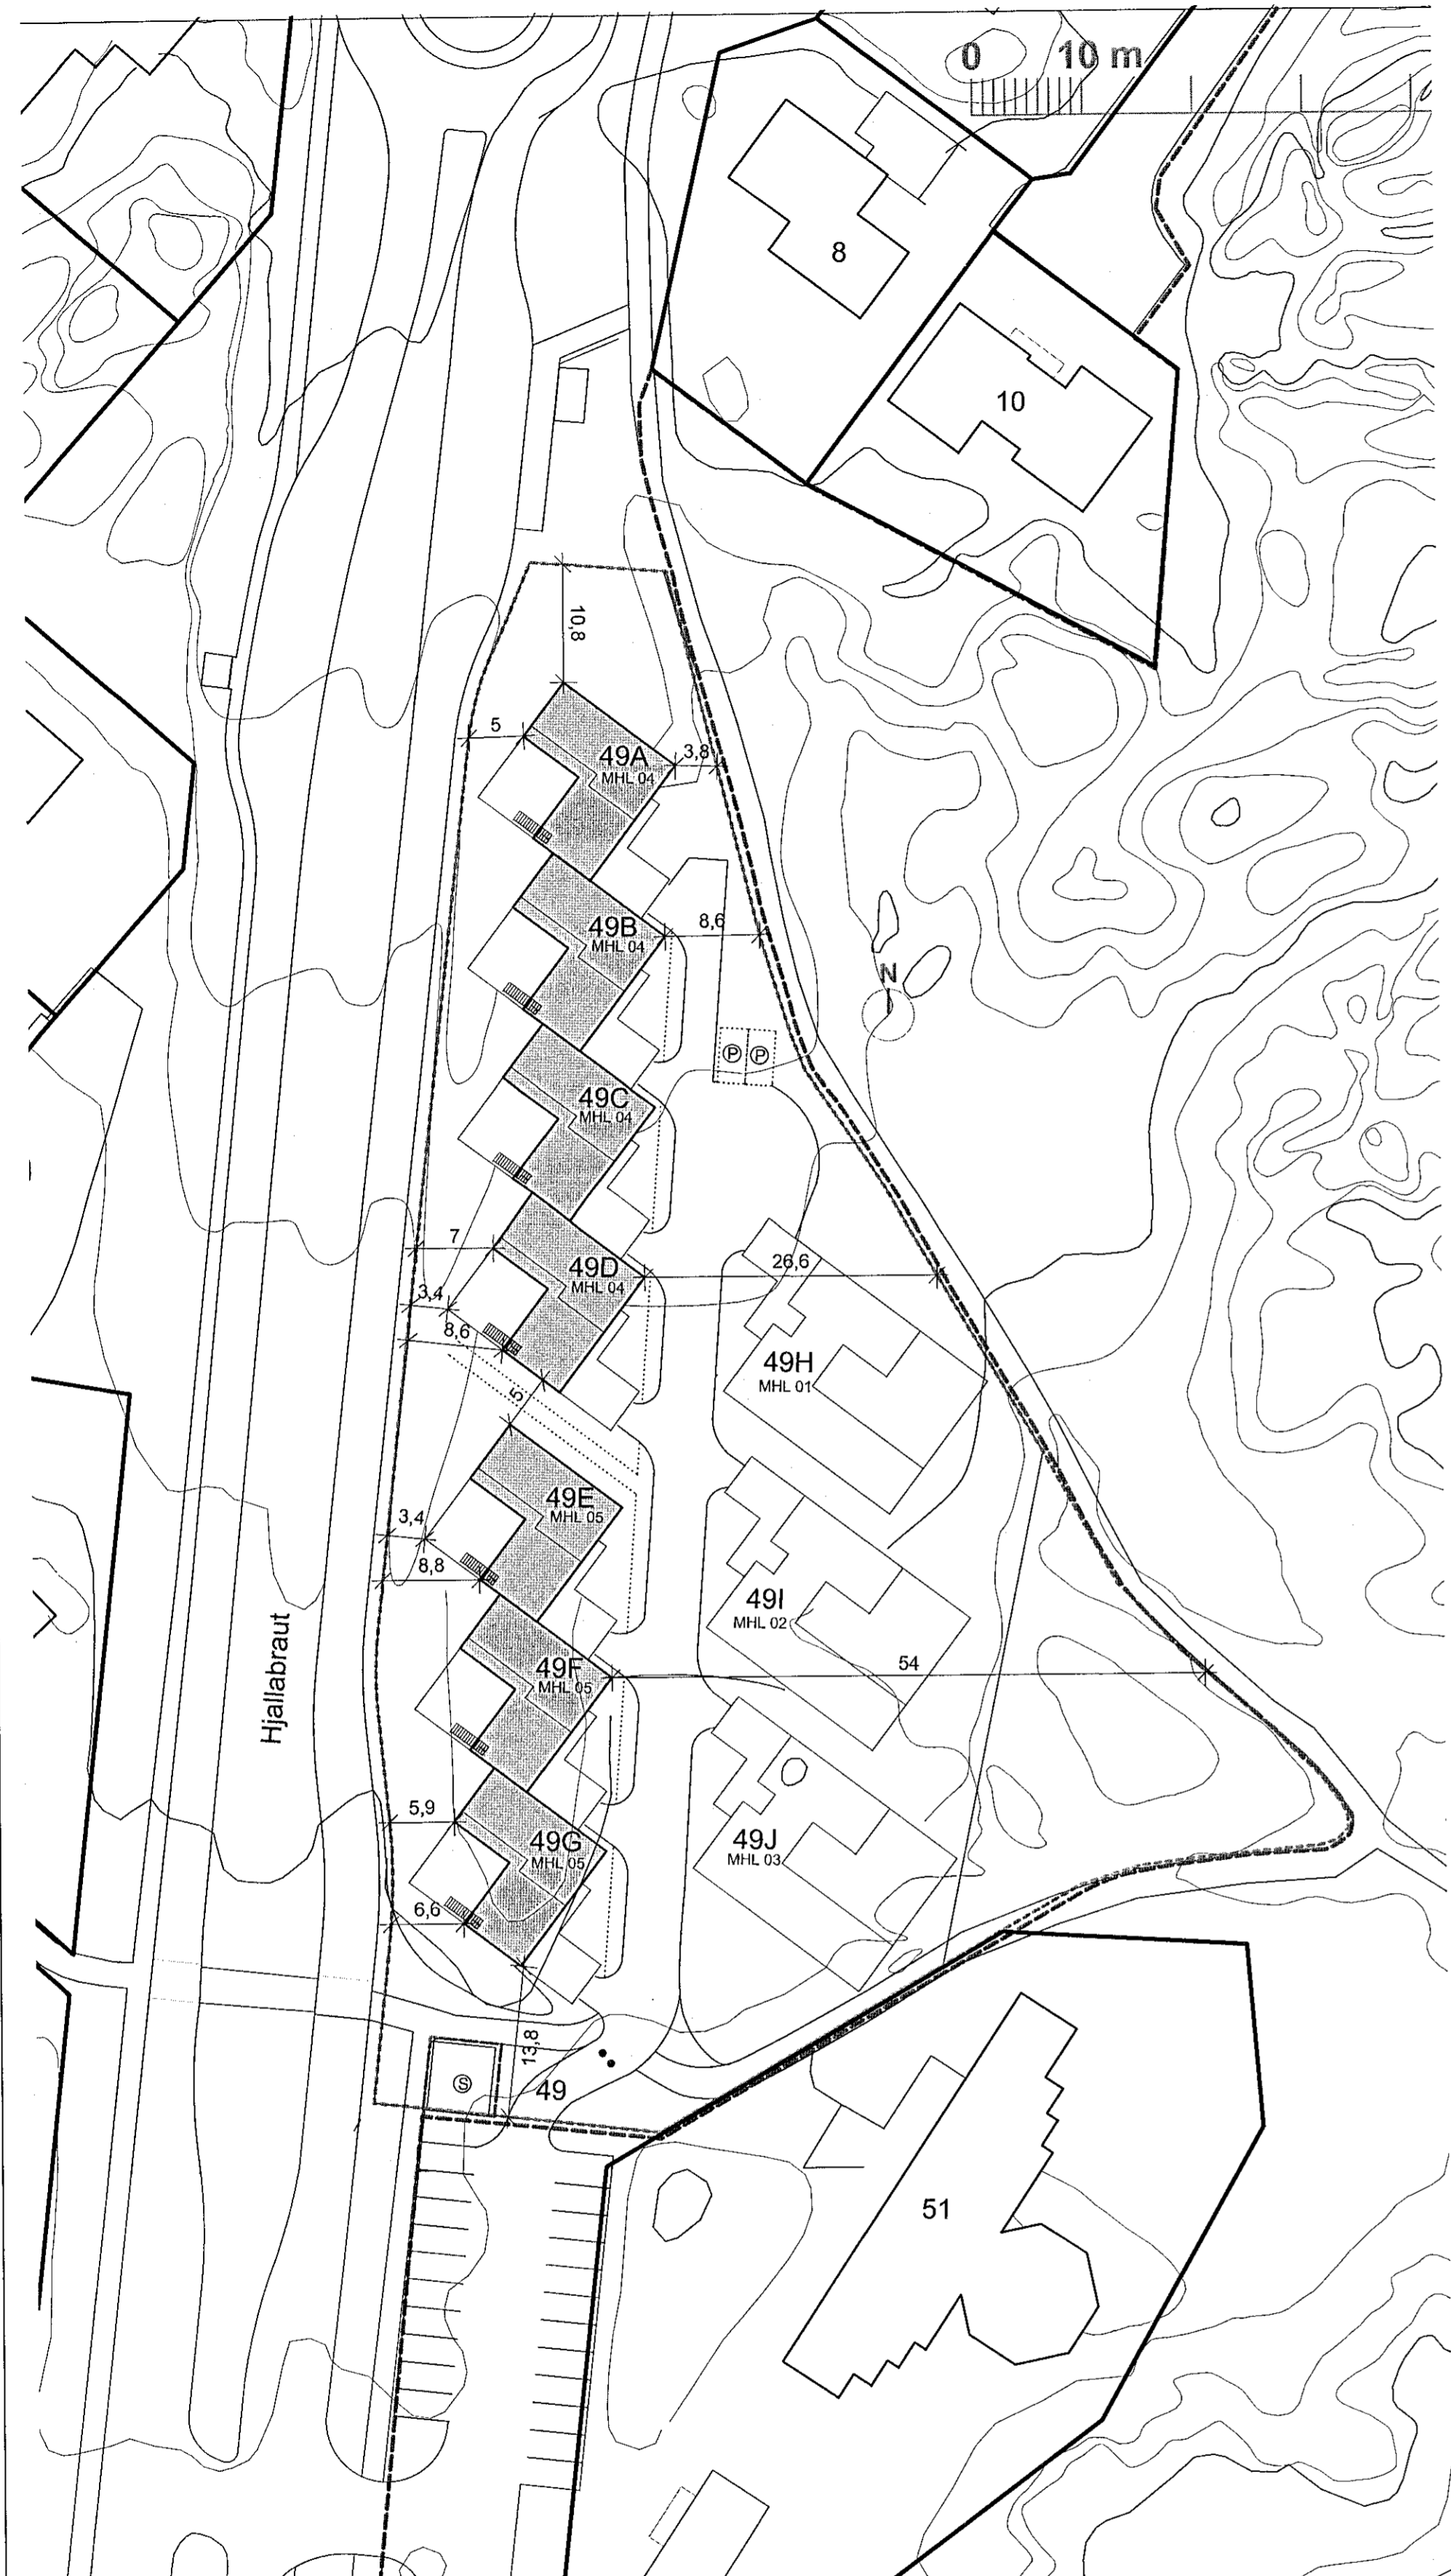 0 10 m
8
10
10,8
5
49A
3,8
MHL 04
49B
8,6
MHL 04
N
P P
49C
MHL 04
7
49D
26,6
MHL 04
3,4
8,6
49H
MHL 01
5
49E
MHL 05
3,4
8,8
49I
MHL 02
Hjallabraut
49F
54
MHL 05
5,9
49G
49J
MHL 05
MHL 03
6,6
13,8
S
49
51